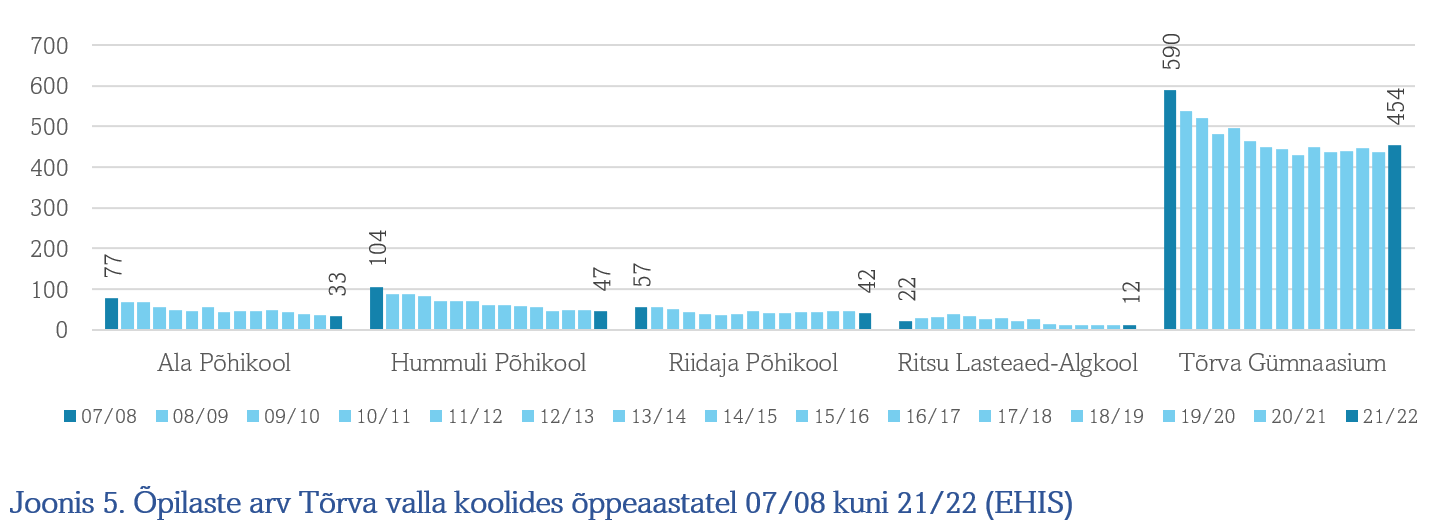 700
600
500
400
300
200
100
0
77
33
104
47
57
42
22
12
590
454
Ala Põhikool
Hummuli Põhikool
Riidaja Põhikool
Ritsu Lasteaed-Algkool
Tõrva Gümnaasium
07/08 08/09 09/10 10/11 11/12 12/13 13/14 14/15 15/16 16/17 17/18 18/19 19/20 20/21 21/22
Joonis 5. Õpilaste arv Tõrva valla koolides õppeaastatel 07/08 kuni 21/22 (EHIS)